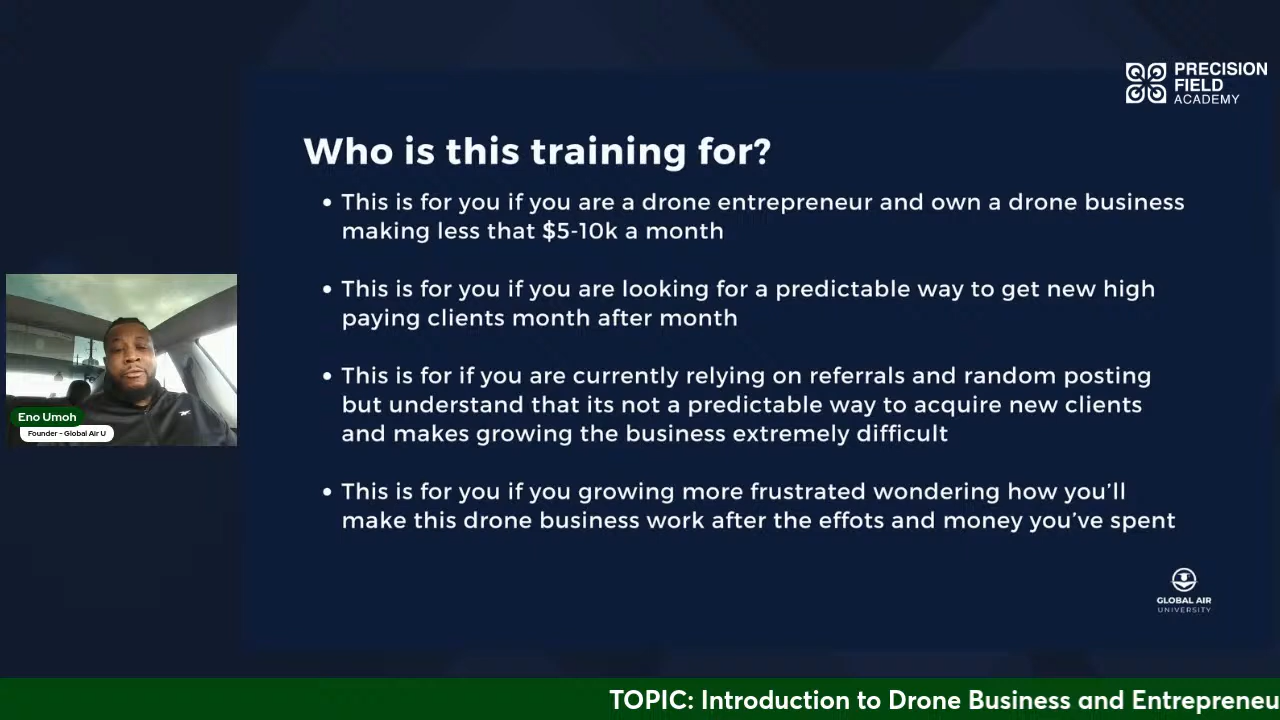 PRECISION
FIELD
ACADEMY
Who is this training for?
• This is for you if you are a drone entrepreneur and own a drone business
making less that $5-10k a month
• This is for you if you are looking for a predictable way to get new high
paying clients month after month
• This is for if you are currently relying on referrals and random posting
but understand that its not a predictable way to acquire new clients
and makes growing the business extremely difficult
• This is for you if you growing more frustrated wondering how you’ll
make this drone business work after the effots and money you’ve spent
Eno Umoh
Founder - Global Air U
GLOBAL AIR
UNIVERSITY
TOPIC: Introduction to Drone Business and Entrepreneu